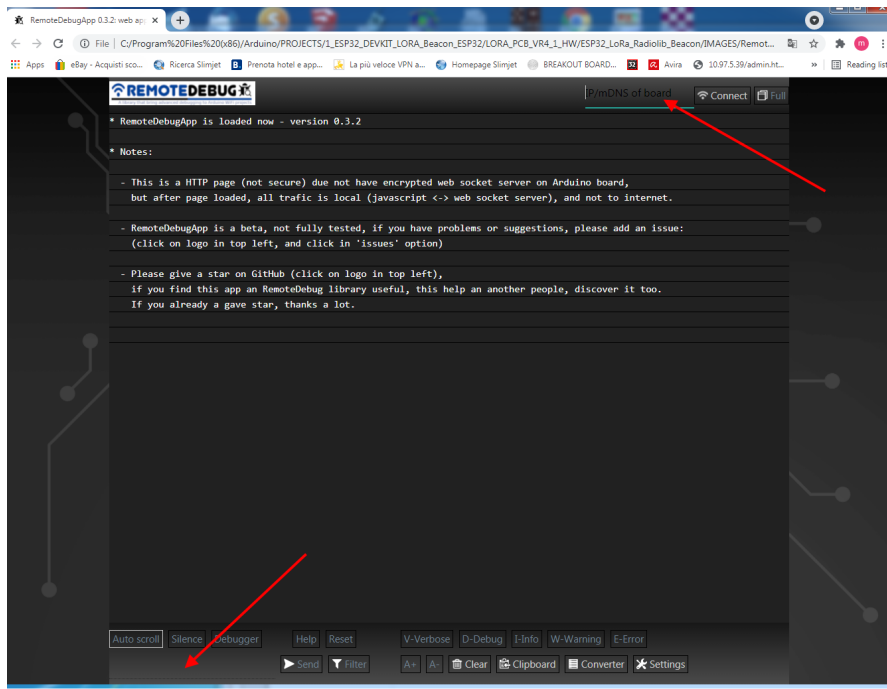 RemoteDebugApp 0.3.2: web app
File C:/Program%20Files%20(x86)/Arduino/PROJECTS/1_ESP32_DEVKIT_LORA_Beacon_ESP32/LORA_PCB_VR4_1_HW/ESP32_LoRa_Radiolib_Beacon/IMAGES/Remot...
Apps eBay - Acquisti sco... Ricerca Slimjet Prenota hotel e app... La più veloce VPN a... Homepage Slimjet BREAKOUT BOARD... 32 Avira 10.97.5.39/admin.ht... » Reading list
REMOTEDEBUG P/mDNS of board Connect Full
* RemoteDebugApp is loaded now - version 0.3.2
* Notes:
- This is a HTTP page (not secure) due not have encrypted web socket server on Arduino board,
but after page loaded, all trafic is local (javascript <-> web socket server), and not to internet.
- RemoteDebugApp is a beta, not fully tested, if you have problems or suggestions, please add an issue:
(click on logo in top left, and click in 'issues' option)
- Please give a star on GitHub (click on logo in top left),
if you find this app an RemoteDebug library useful, this help an another people, discover it too.
If you already a gave star, thanks a lot.
Auto scroll Silence Debugger Help Reset V-Verbose D-Debug I-Info W-Warning E-Error
Send Filter A+ A- Clear Clipboard Converter Settings